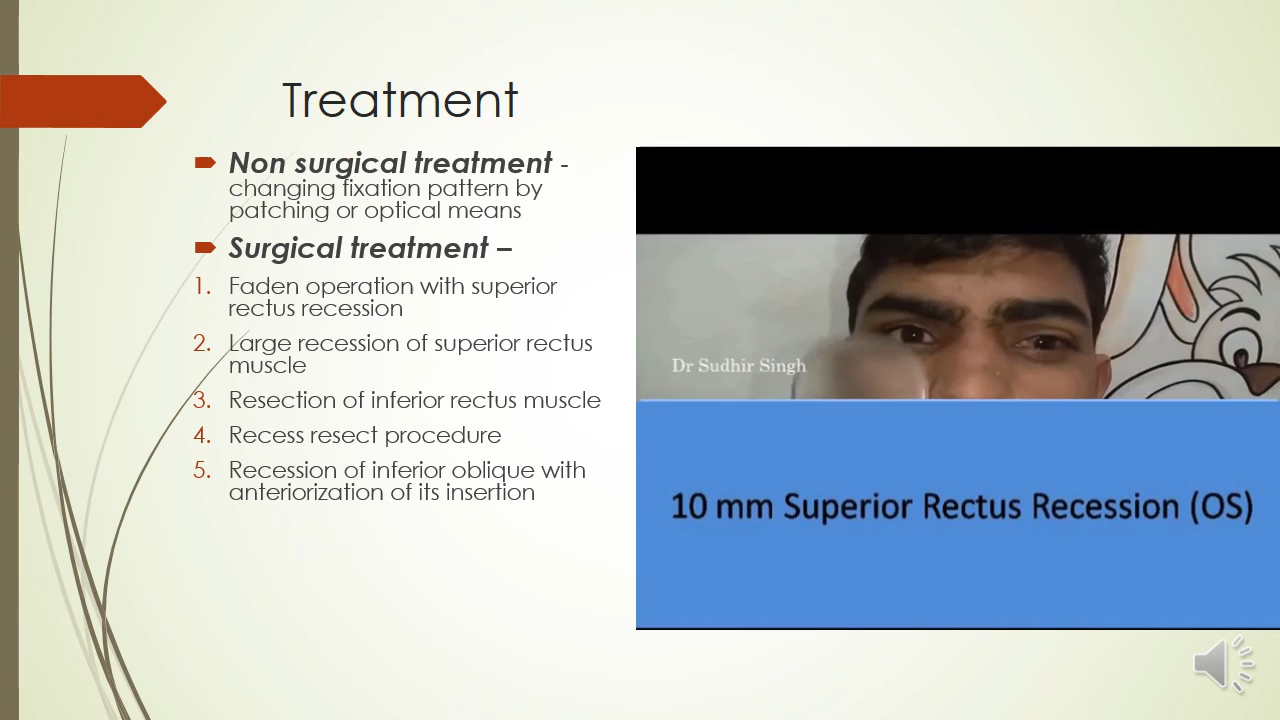 Treatment
Non surgical treatment -
changing fixation pattern by
patching or optical means
Surgical treatment –
1. Faden operation with superior
rectus recession
2. Large recession of superior rectus
muscle
3. Resection of inferior rectus muscle
4. Recess resect procedure
5. Recession of inferior oblique with
anteriorization of its insertion
Dr Sudhir Singh
10 mm Superior Rectus Recession (OS)